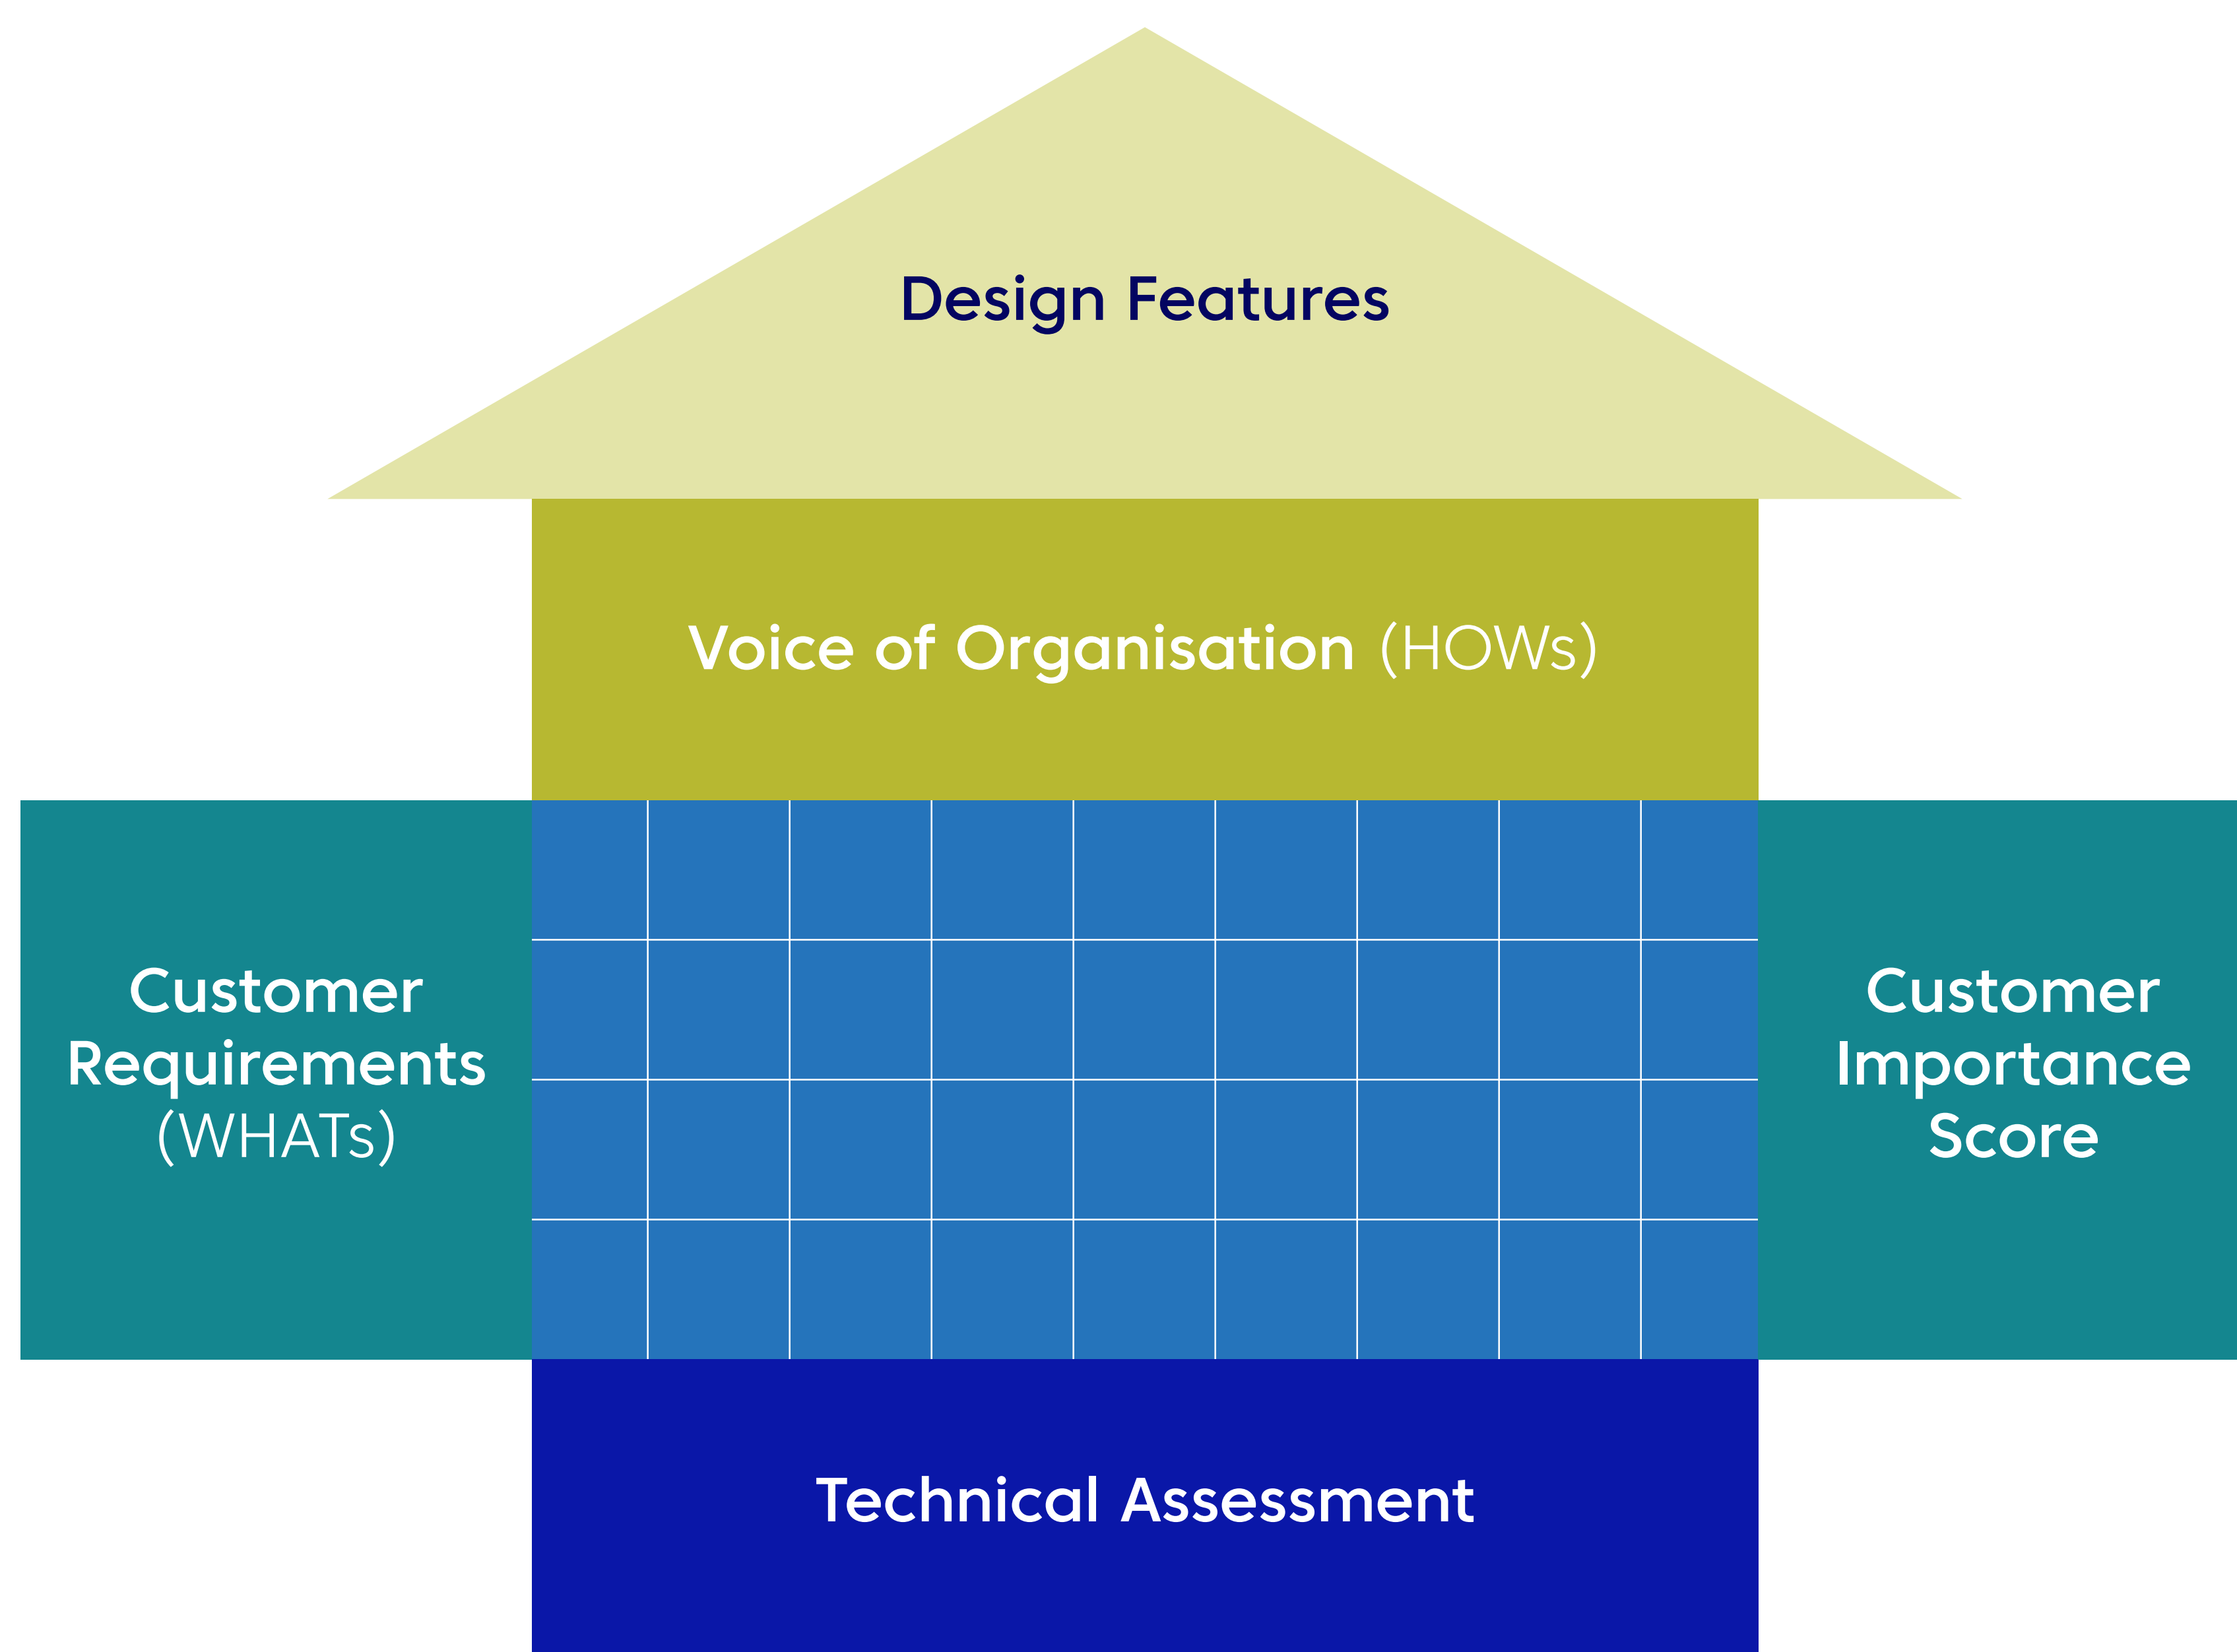 Design Features
Voice of Organisation (HOWs)
Customer
Requirements
(WHATs)
Customer
Importance
Score
Technical Assessment